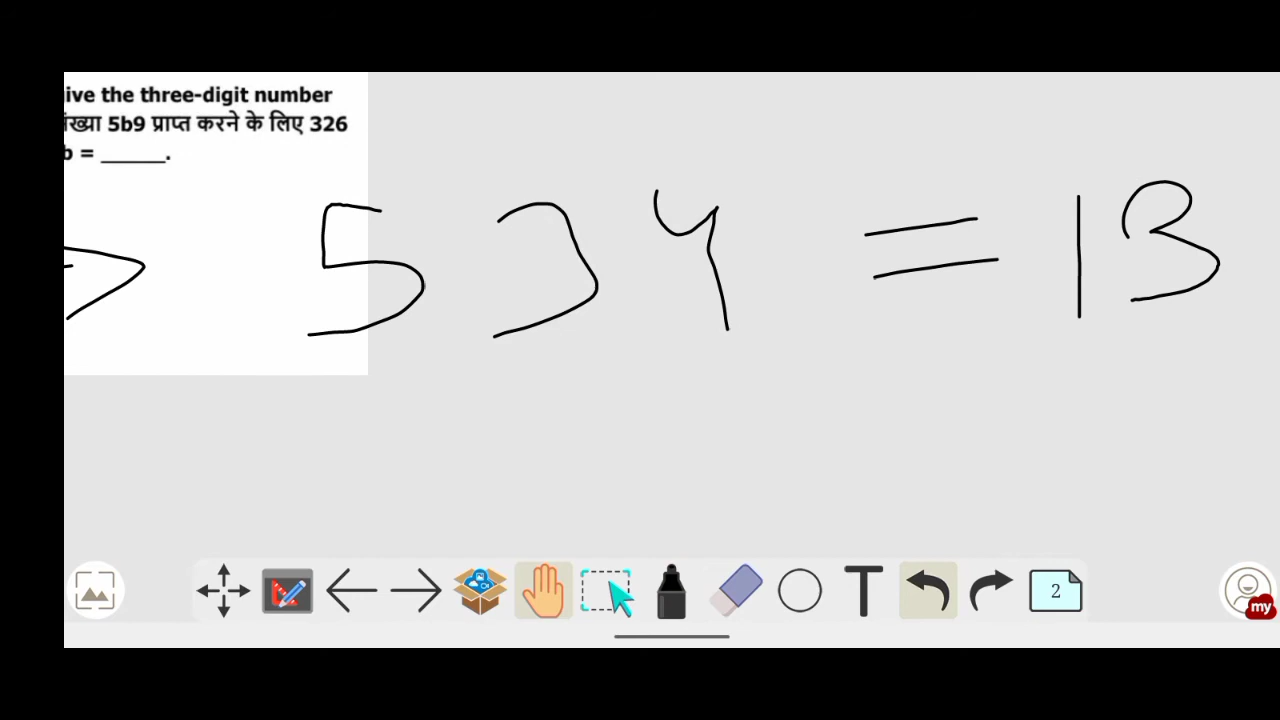 ive the three-digit number
संख्या 5b9 प्राप्त करने के लिए 326
b = ______.
5 3 4 = 13
T
2
my